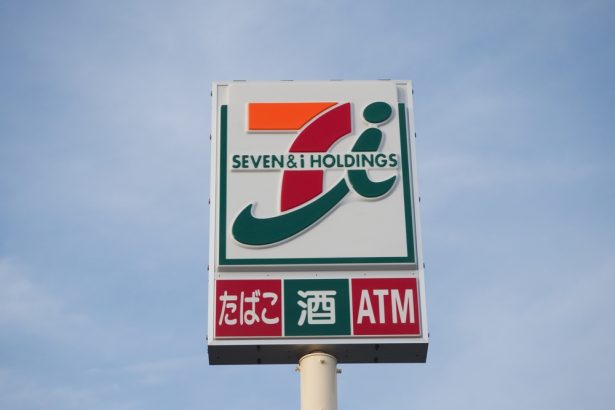 SEVEN & i HOLDINGS
たばこ 酒 ATM